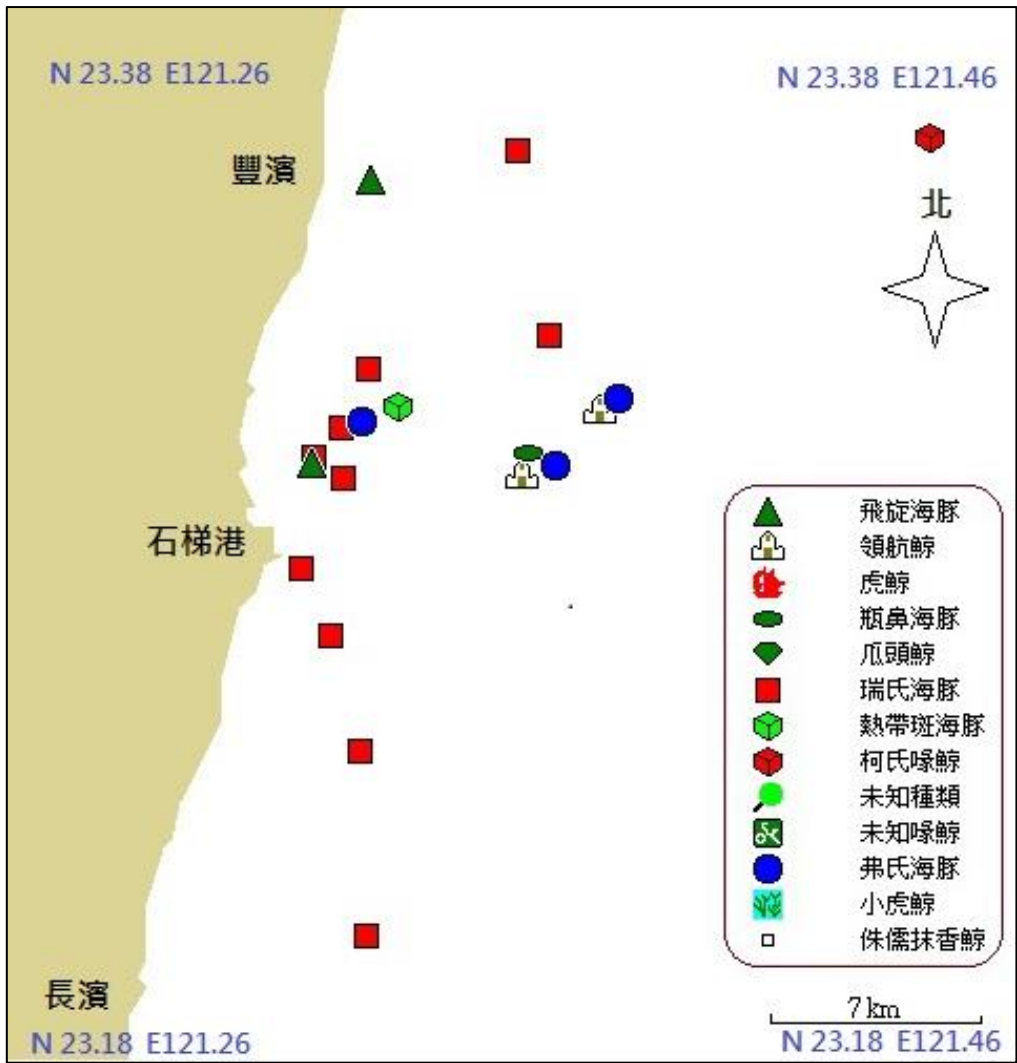 N 23.38 E121.26
N 23.38 E121.46
豐濱
北
石梯港
飛旋海豚
領航鯨
虎鯨
瓶鼻海豚
瓜頭鯨
瑞氏海豚
熱帶斑海豚
柯氏喙鯨
未知種類
未知喙鯨
弗氏海豚
小虎鯨
侏儒抹香鯨
長濱
7 km
N 23.18 E121.26
N 23.18 E121.46